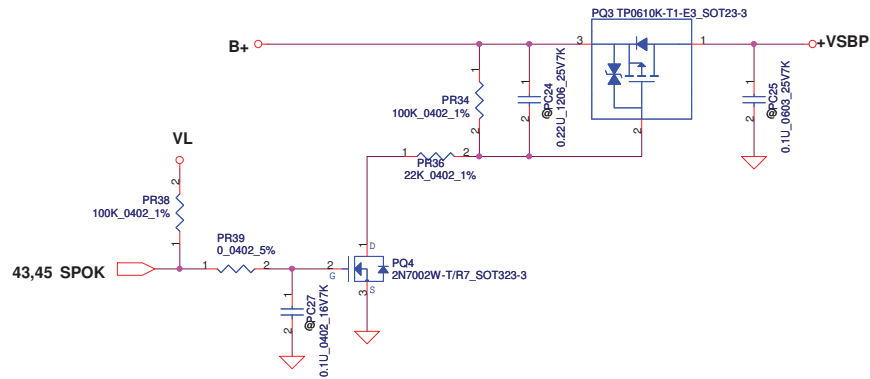 PQ3 TP0610K-T1-E3_SOT23-3
B+
3
1
+VSBP
1
PR34
100K_0402_1%
2
1
2
@PC24
0.22U_1206_25V7K
2
1
2
@PC25
0.1U_0603_25V7K
VL
1
2
PR36
22K_0402_1%
2
PR38
100K_0402_1%
1
PR39
0_0402_5%
43,45 SPOK
1
2
2
G
1
D
PQ4
2N7002W-T/R7_SOT323-3
3
S
1
2
@PC27
0.1U_0402_16V7K